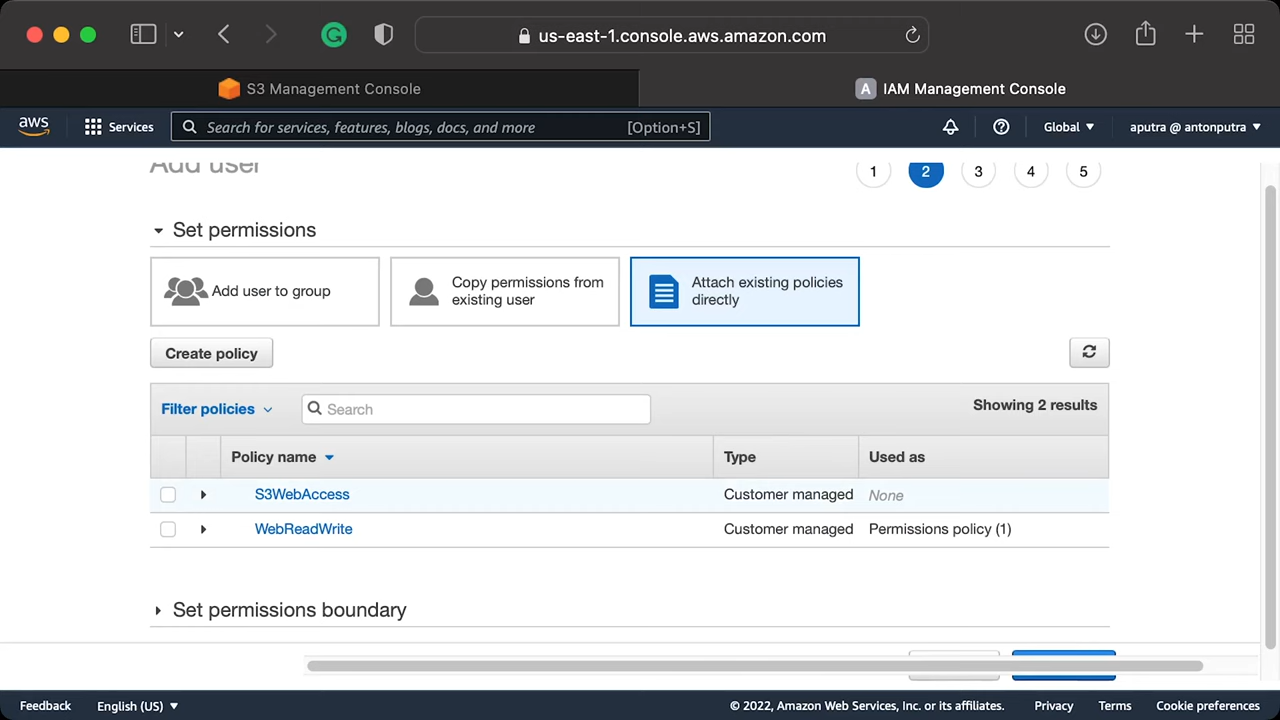 us-east-1.console.aws.amazon.com
S3 Management Console
A IAM Management Console
aws
Services
Search for services, features, blogs, docs, and more [Option+S]
Global
aputra @ antonputra
Add user
1 2 3 4 5
Set permissions
Add user to group
Copy permissions from
existing user
Attach existing policies
directly
Create policy
Filter policies
Search
Showing 2 results
Policy name Type Used as
S3WebAccess Customer managed None
WebReadWrite Customer managed Permissions policy (1)
Set permissions boundary
Feedback English (US) © 2022, Amazon Web Services, Inc. or its affiliates. Privacy Terms Cookie preferences